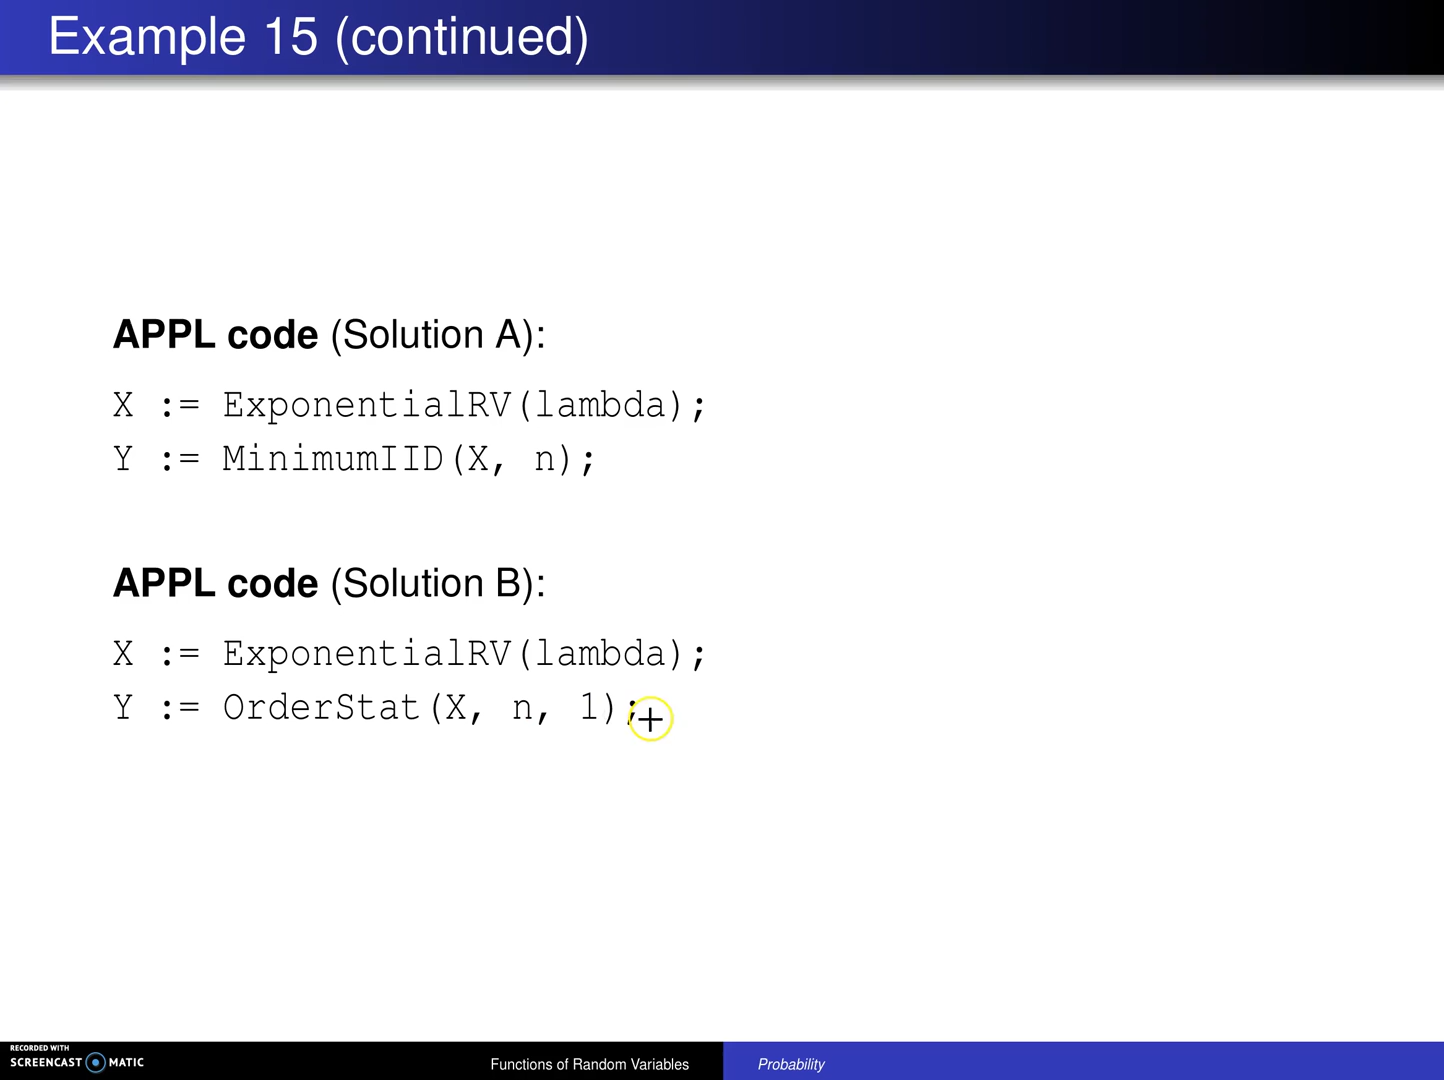 Example 15 (continued)
APPL code (Solution A):
X := ExponentialRV(lambda);
Y := MinimumIID(X, n);
APPL code (Solution B):
X := ExponentialRV(lambda);
Y := OrderStat(X, n, 1);
RECORDED WITH
SCREENCAST MATIC
Functions of Random Variables
Probability